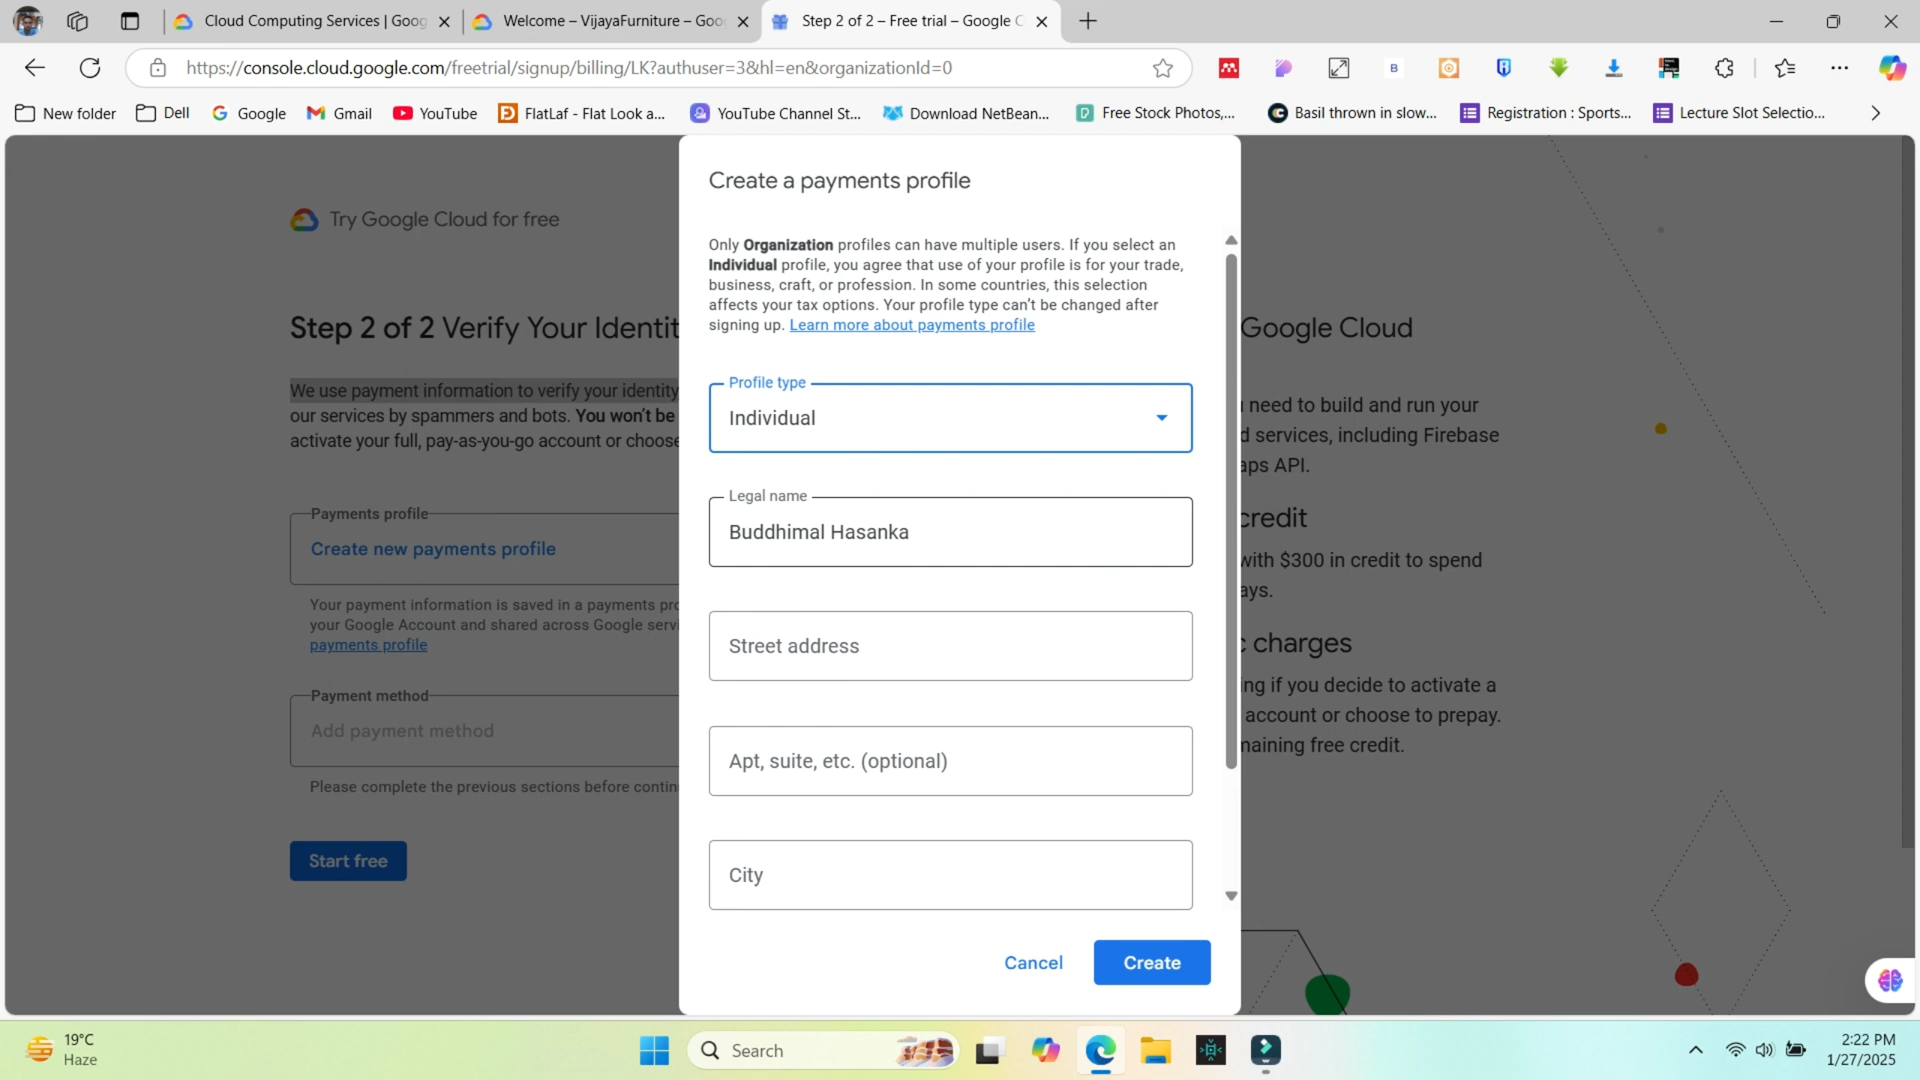 Cloud Computing Services | Goog
Welcome – VijayaFurniture – Goo
Step 2 of 2 – Free trial – Google C
https://console.cloud.google.com/freetrial/signup/billing/LK?authuser=3&hl=en&organizationId=0
New folder
Dell
Google
Gmail
YouTube
FlatLaf - Flat Look a...
YouTube Channel St...
Download NetBean...
Free Stock Photos,...
Basil thrown in slow...
Registration : Sports...
Lecture Slot Selectio...
Try Google Cloud for free
Step 2 of 2 Verify Your Identit
We use payment information to verify your identity
our services by spammers and bots. You won't be
activate your full, pay-as-you-go account or choose
Payments profile
Create new payments profile
Your payment information is saved in a payments pro
your Google Account and shared across Google servi
payments profile
Payment method
Add payment method
Please complete the previous sections before contin
Start free
Create a payments profile
Only Organization profiles can have multiple users. If you select an
Individual profile, you agree that use of your profile is for your trade,
business, craft, or profession. In some countries, this selection
affects your tax options. Your profile type can't be changed after
signing up. Learn more about payments profile
Profile type
Individual
Legal name
Buddhimal Hasanka
Street address
Apt, suite, etc. (optional)
City
Cancel
Create
Google Cloud
need to build and run your
d services, including Firebase
aps API.
credit
with $300 in credit to spend
ays.
c charges
ing if you decide to activate a
account or choose to prepay.
maining free credit.
19°C
Haze
Search
2:22 PM
1/27/2025